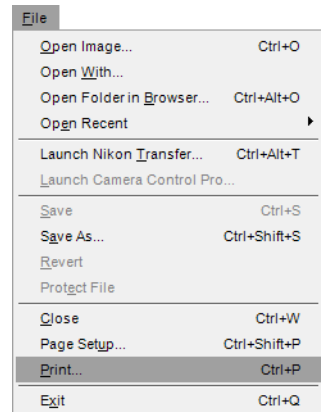 File
Open Image... Ctrl+O
Open With...
Open Folder in Browser... Ctrl+Alt+O
Open Recent
Launch Nikon Transfer... Ctrl+Alt+T
Launch Camera Control Pro...
Save Ctrl+S
Save As... Ctrl+Shift+S
Revert
Protect File
Close Ctrl+W
Page Setup... Ctrl+Shift+P
Print... Ctrl+P
Exit Ctrl+Q